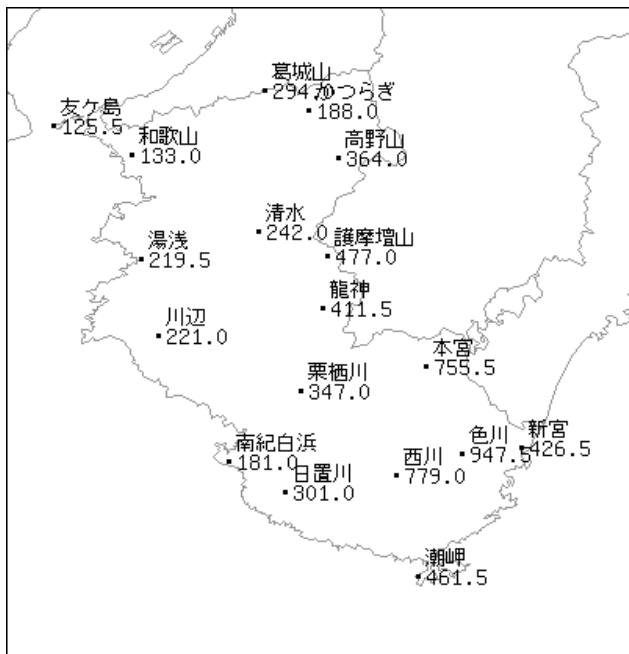 葛城山
294.0
かつらぎ
188.0
友ケ島
125.5
和歌山
133.0
高野山
364.0
清水
242.0
護摩壇山
477.0
湯浅
219.5
龍神
411.5
川辺
221.0
本宮
755.5
栗栖川
347.0
南紀白浜
181.0
日置川
301.0
西川
779.0
色川
947.5
新宮
426.5
潮岬
461.5